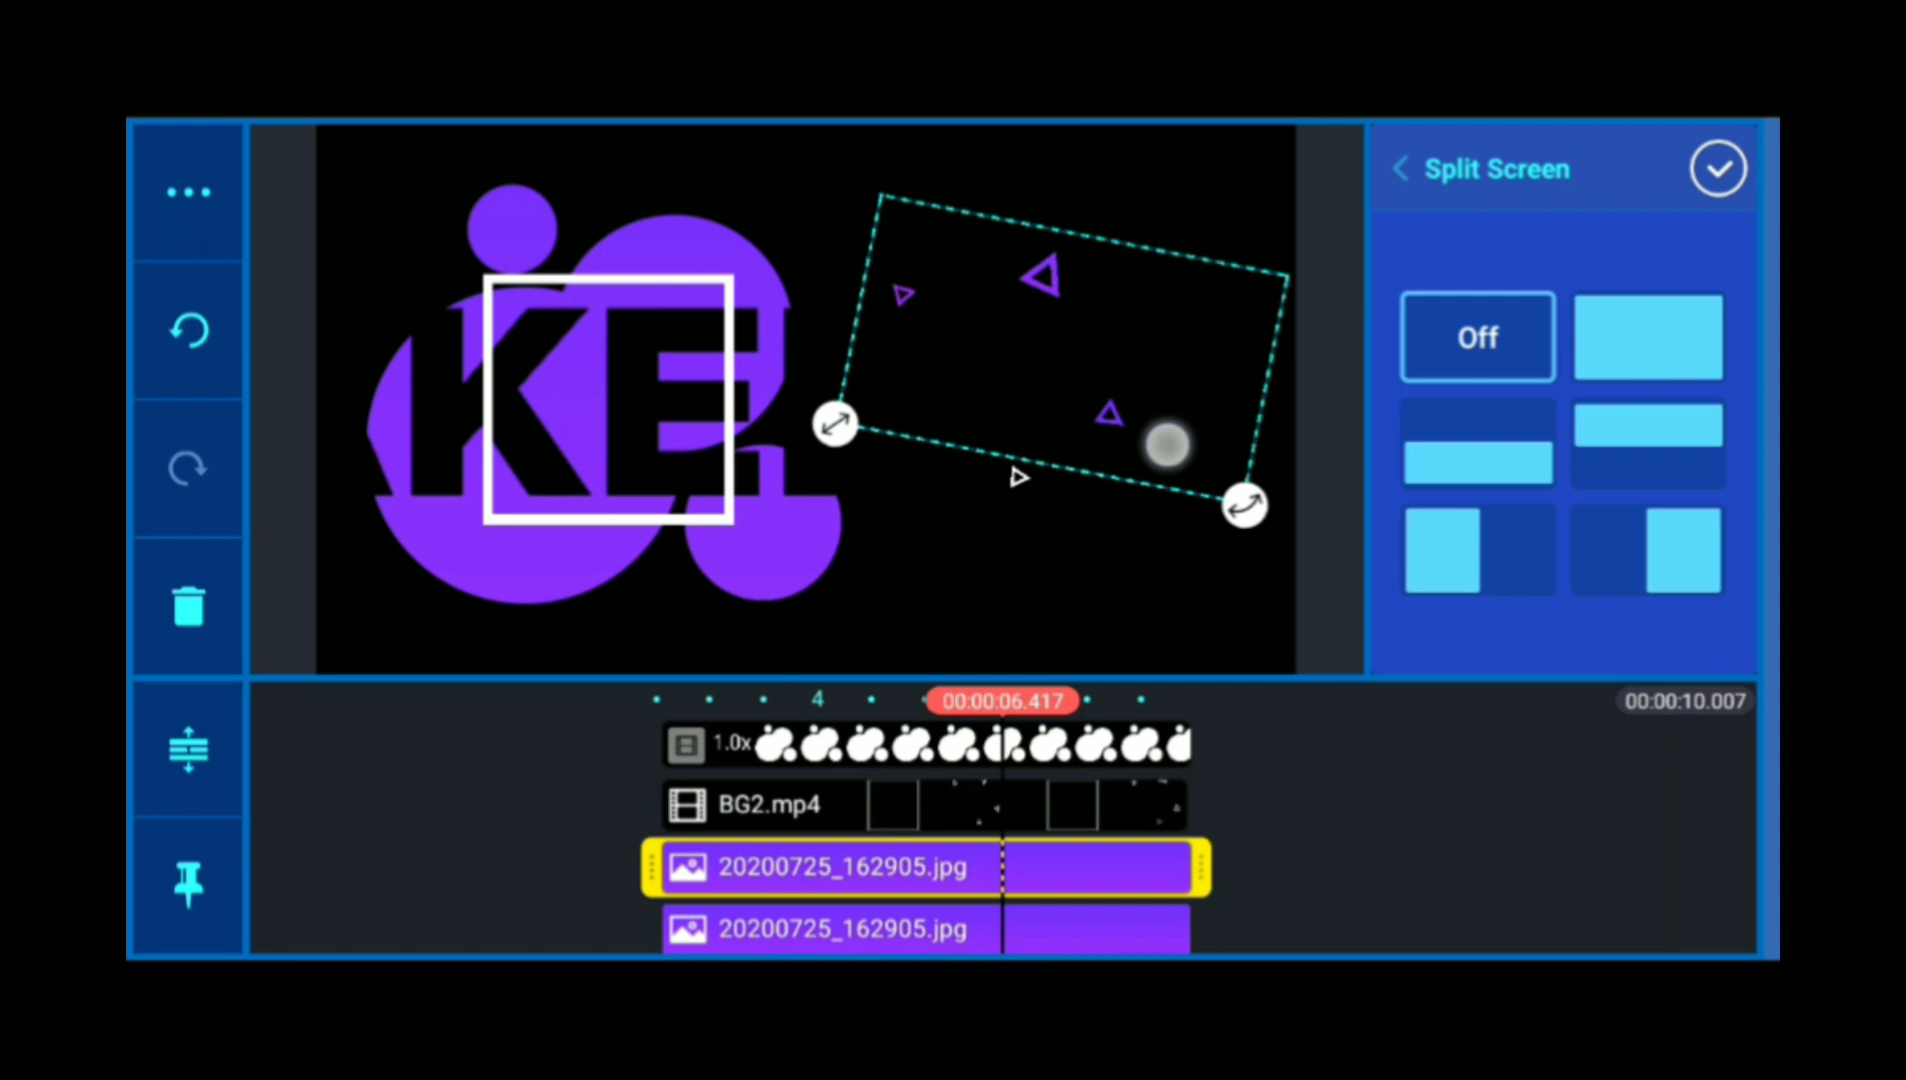 Split Screen
Off
KE
4
00:00:06.417
00:00:10.007
1.0x
BG2.mp4
20200725_162905.jpg
20200725_162905.jpg